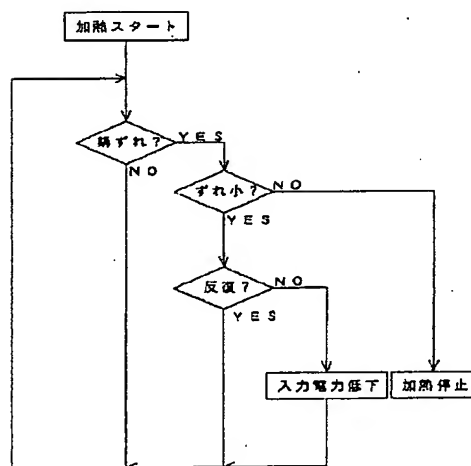 加熱スタート
鍋ずれ？
YES
NO
ずれ小？
NO
YES
反復？
NO
YES
入力電力低下
加熱停止